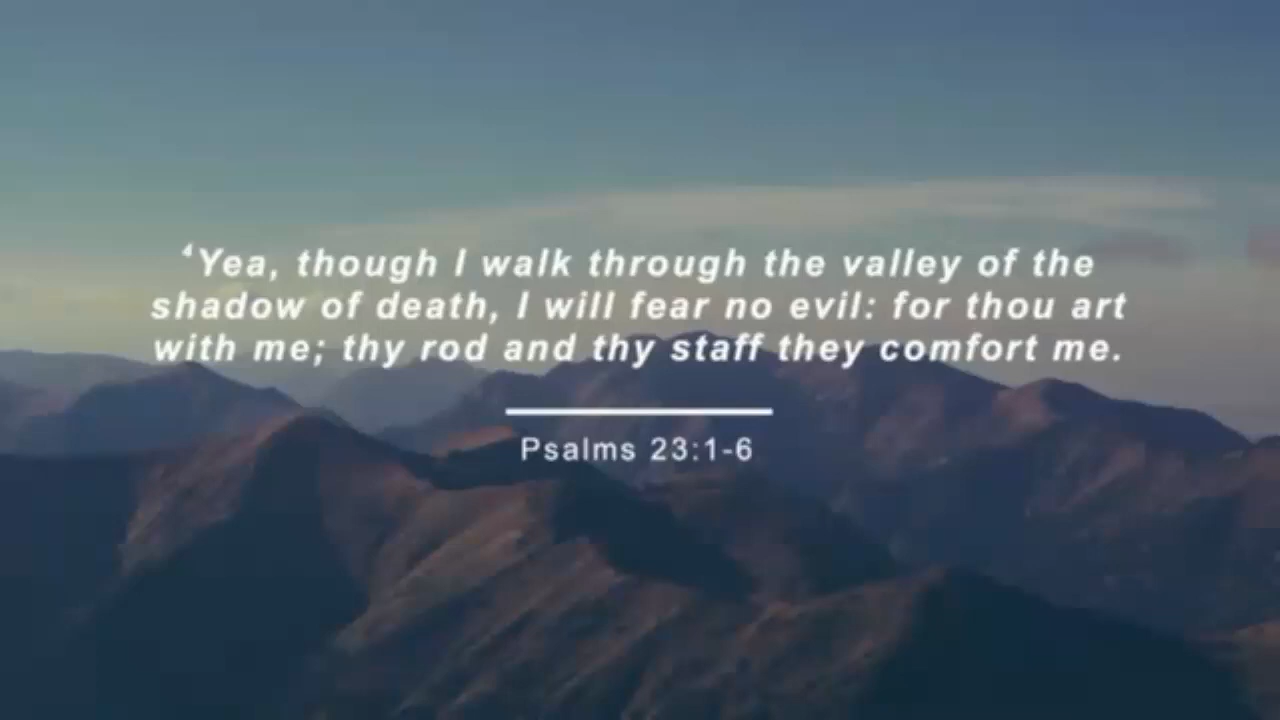 ⁴Yea, though I walk through the valley of the
shadow of death, I will fear no evil: for thou art
with me; thy rod and thy staff they comfort me.
Psalms 23:1-6